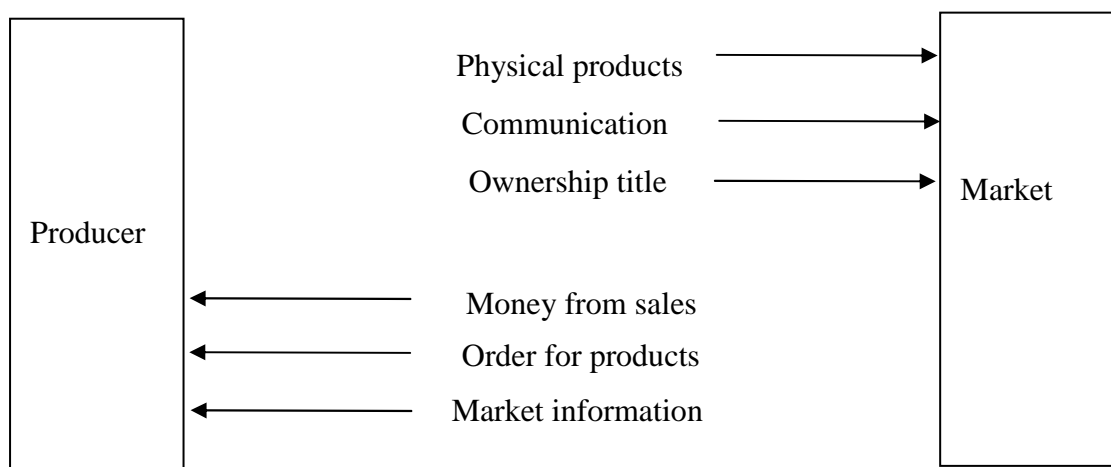 Physical products
Communication
Ownership title
Market
Producer
Money from sales
Order for products
Market information